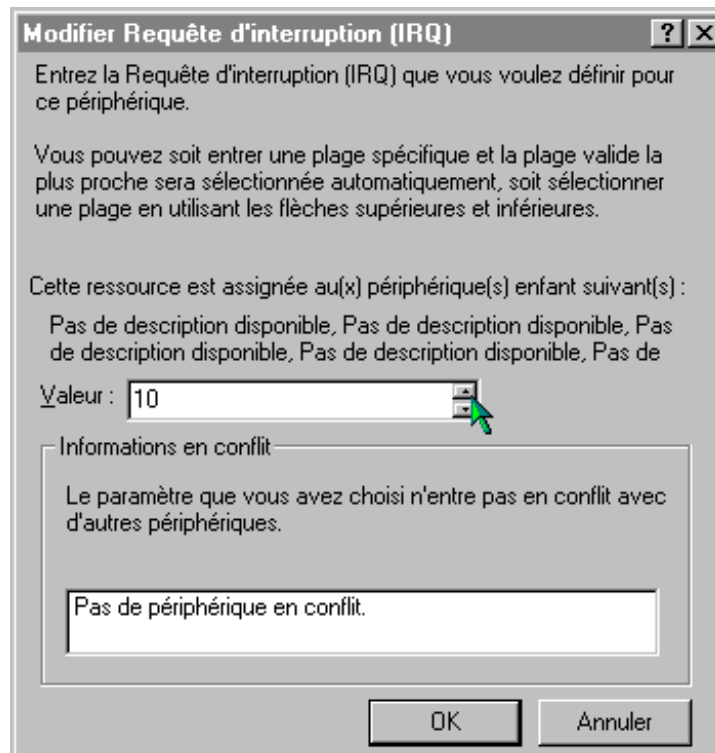 Modifier Requête d'interruption (IRQ)
Entrez la Requête d'interruption (IRQ) que vous voulez définir pour
ce périphérique.
Vous pouvez soit entrer une plage spécifique et la plage valide la
plus proche sera sélectionnée automatiquement, soit sélectionner
une plage en utilisant les flèches supérieures et inférieures.
Cette ressource est assignée au(x) périphérique(s) enfant suivant(s) :
Pas de description disponible, Pas de description disponible, Pas
de description disponible, Pas de description disponible, Pas de
Valeur : 10
Informations en conflit
Le paramètre que vous avez choisi n'entre pas en conflit avec
d'autres périphériques.
Pas de périphérique en conflit.
OK Annuler